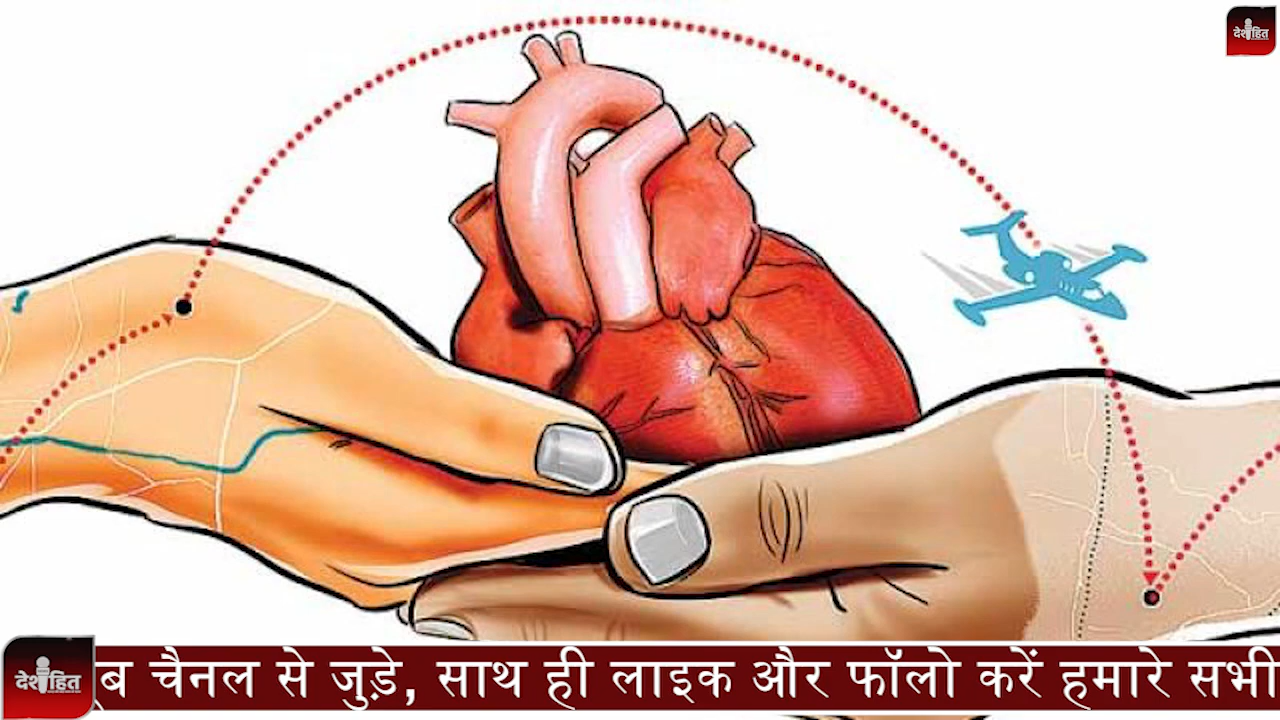 देशहित
देशहित
ब चैनल से जुड़े, साथ ही लाइक और फॉलो करें हमारे सभी